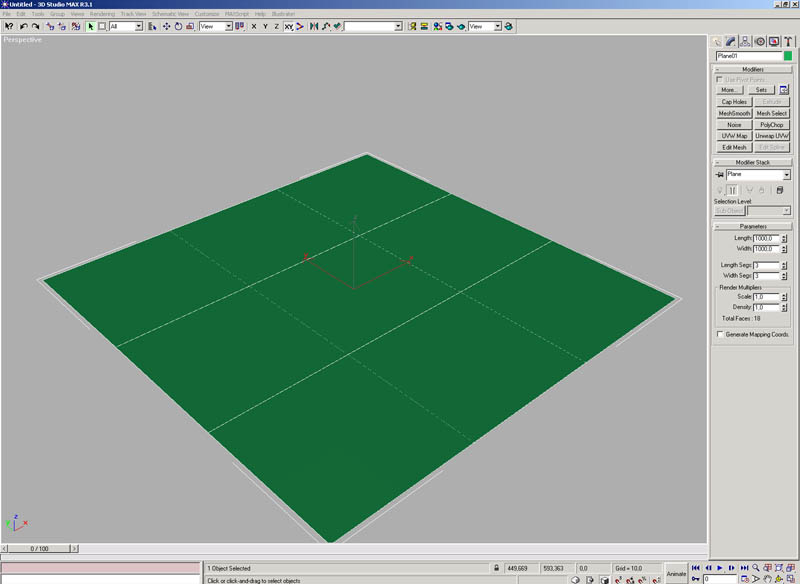 Untitled - 3D Studio MAX R3.1
File Edit Tools Group Views Rendering Track View Schematic View Customize MAXScript Help Illustrate!
All View X Y Z XY View
Perspective
Plane01
Modifiers
Use Pivot Points
More... Sets
Cap Holes Extrude
MeshSmooth Mesh Select
Noise PolyChop
UVW Map Unwrap UVW
Edit Mesh Edit Spline
Modifier Stack
Plane
Selection Level:
Sub-Object
Parameters
Length: 1000,0
Width: 1000,0
Length Segs: 3
Width Segs: 3
Render Multipliers
Scale: 1,0
Density: 1,0
Total Faces : 18
Generate Mapping Coords.
z
x
y
z
x
0 / 100
1 Object Selected 449,669 593,363 0,0 Grid = 10,0
Animate
Click or click-and-drag to select objects
0